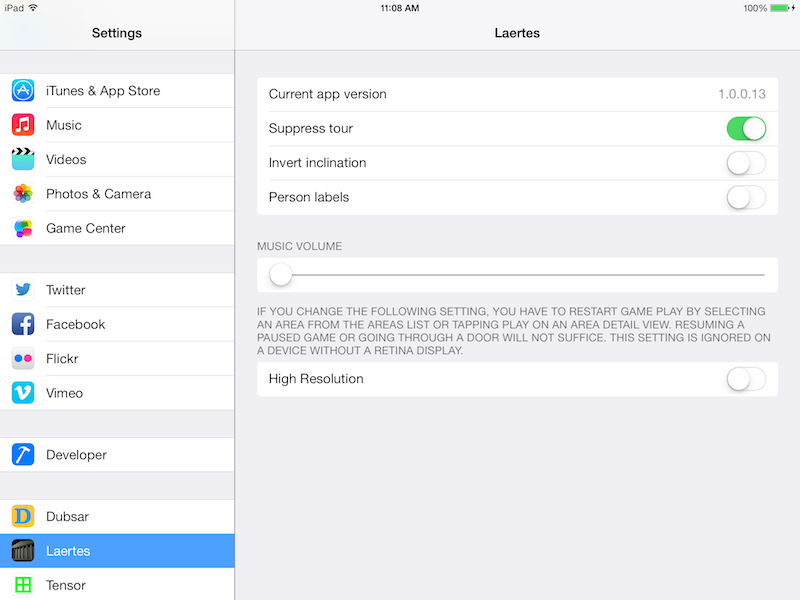 iPad 11:08 AM 100%
Settings
iTunes & App Store
Music
Videos
Photos & Camera
Game Center
Twitter
Facebook
Flickr
Vimeo
Developer
D Dubsar
Laertes
Tensor
Laertes
Current app version 1.0.0.13
Suppress tour
Invert inclination
Person labels
MUSIC VOLUME
IF YOU CHANGE THE FOLLOWING SETTING, YOU HAVE TO RESTART GAME PLAY BY SELECTING
AN AREA FROM THE AREAS LIST OR TAPPING PLAY ON AN AREA DETAIL VIEW. RESUMING A
PAUSED GAME OR GOING THROUGH A DOOR WILL NOT SUFFICE. THIS SETTING IS IGNORED ON
A DEVICE WITHOUT A RETINA DISPLAY.
High Resolution